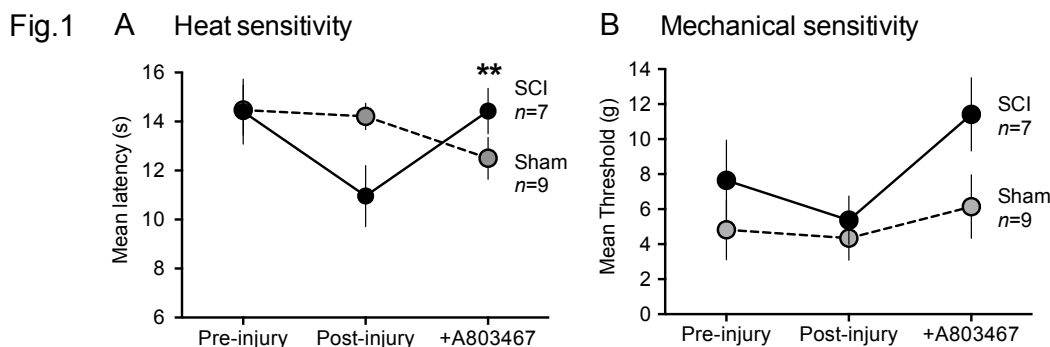 Fig.1
A Heat sensitivity
16
14
12
10
8
6
Mean latency (s)
**
SCI
n=7
Sham
n=9
Pre-injury Post-injury +A803467
B Mechanical sensitivity
14
12
10
8
6
4
2
0
Mean Threshold (g)
SCI
n=7
Sham
n=9
Pre-injury Post-injury +A803467